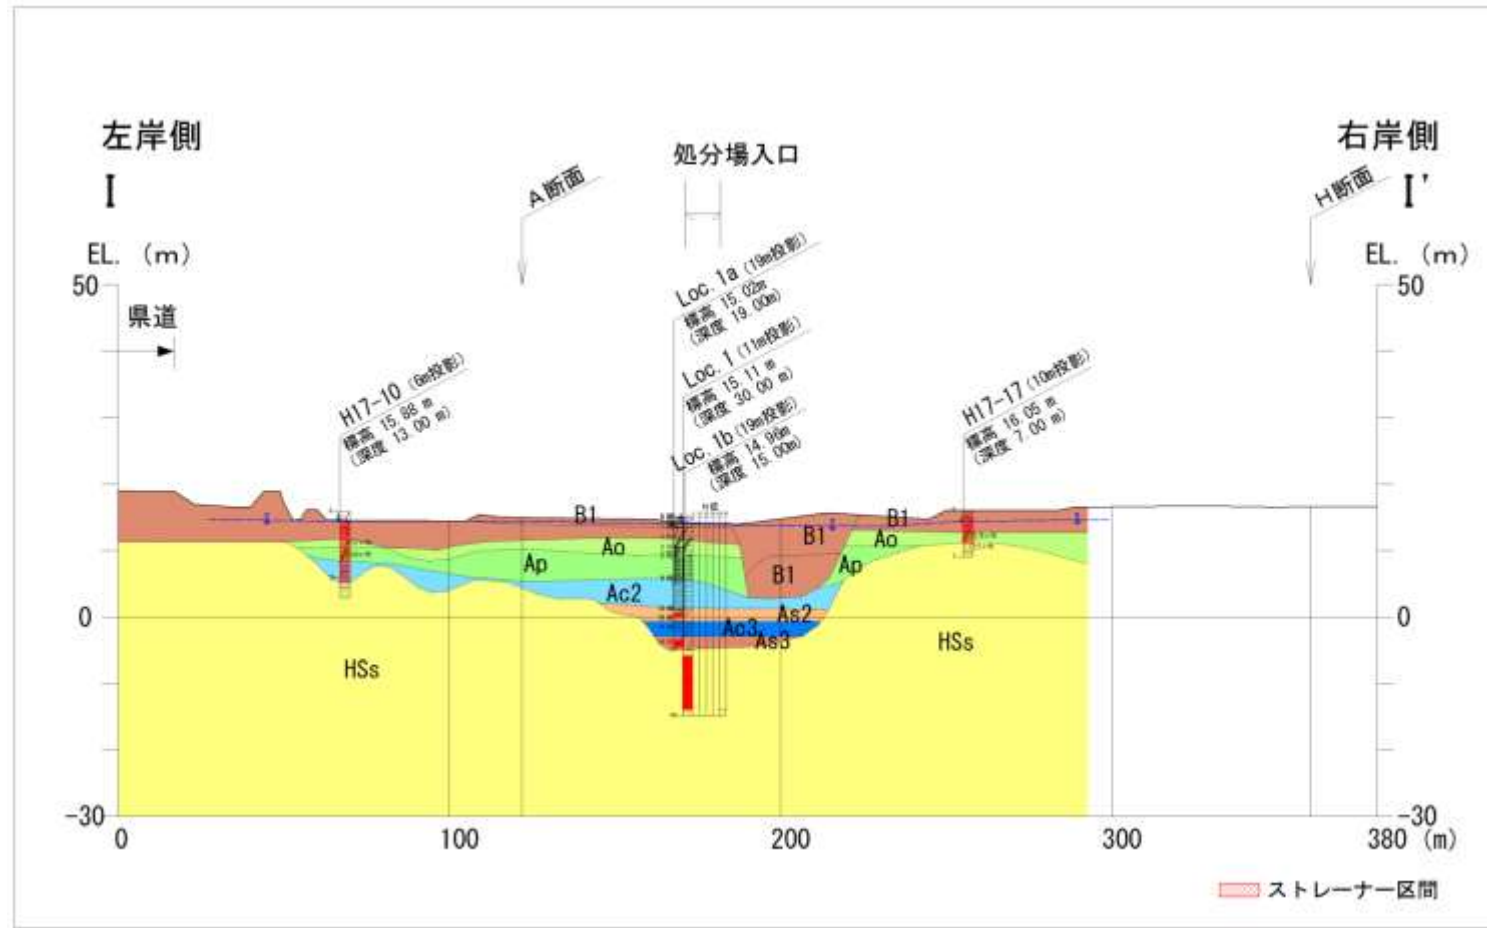 左岸側
右岸側
処分場入口
I
A断面
H断面
I'
EL. (m)
EL. (m)
50
50
県道
Loc. 1a (19m投影)
標高 15.02m
(深度 19.00m)
Loc. 1 (11m投影)
標高 15.11 m
(深度 30.00 m)
Loc. 1b (19m投影)
標高 14.96m
(深度 15.00m)
H17-10 (6m投影)
標高 15.88 m
(深度 13.00 m)
H17-17 (10m投影)
標高 16.05 m
(深度 7.00 m)
B1
B1
B1
B1
Ao
Ao
Ap
Ap
Ac2
As2
Ac3
As3
HSs
HSs
0
0
-30
-30
0
100
200
300
380 (m)
ストレーナー区間